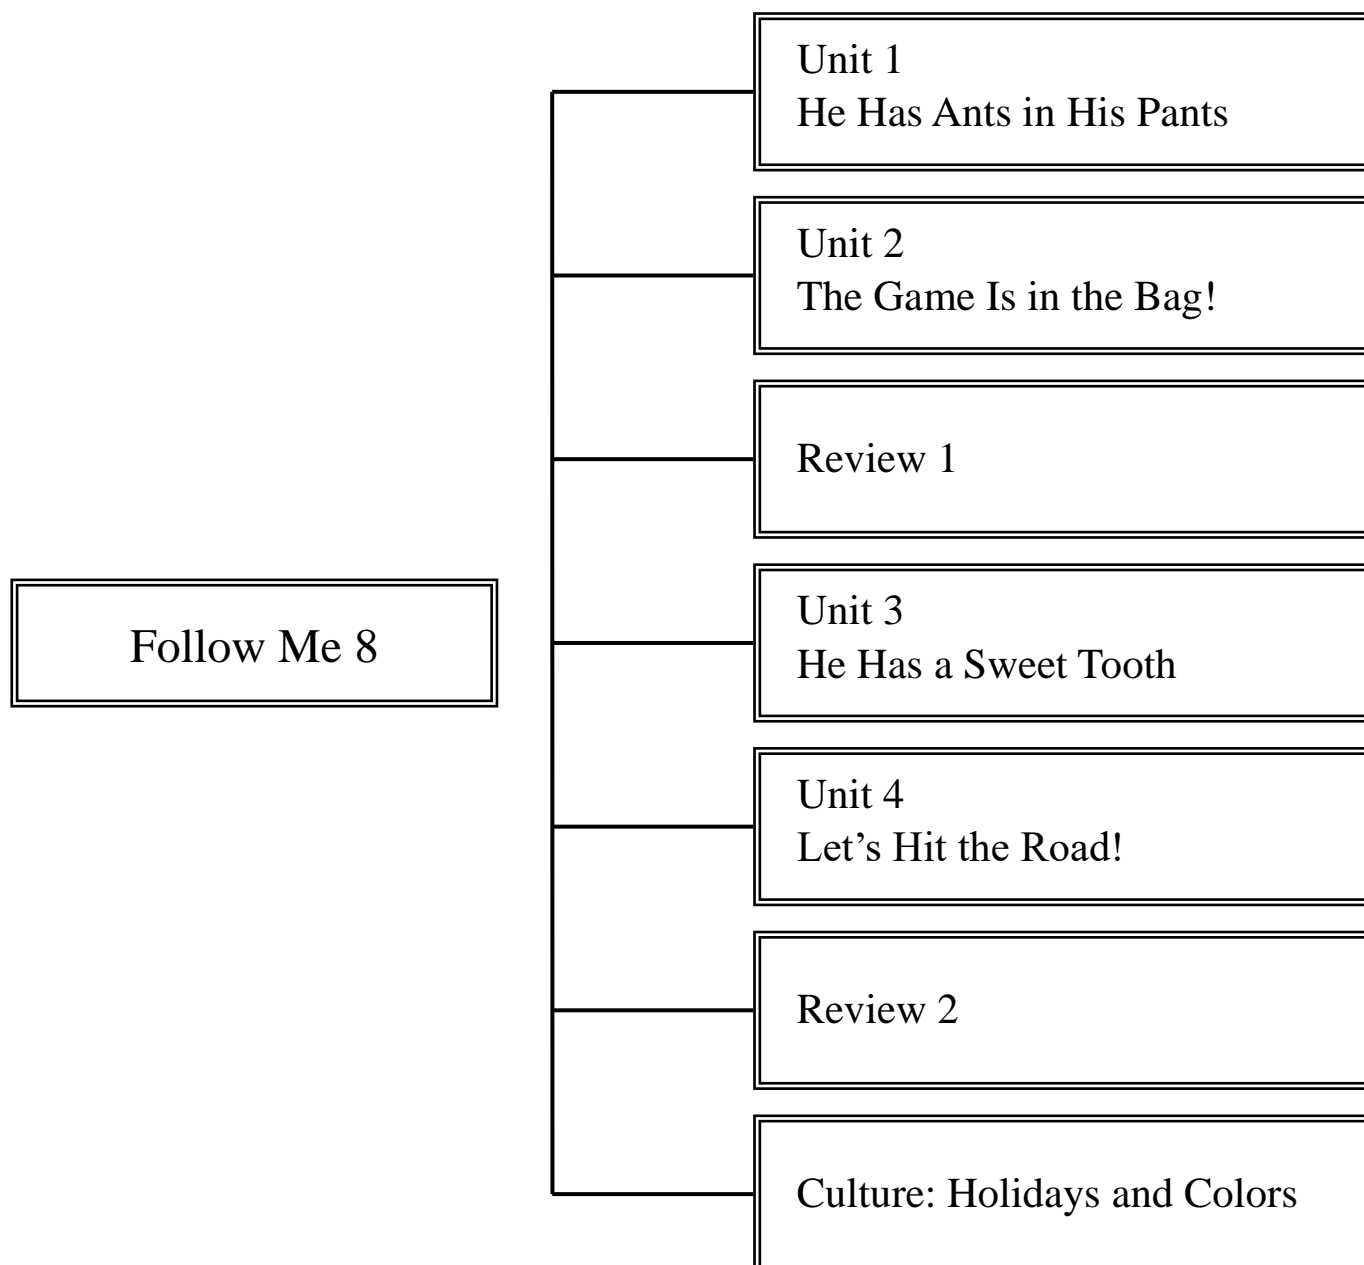 Unit 1
He Has Ants in His Pants
Unit 2
The Game Is in the Bag!
Review 1
Follow Me 8
Unit 3
He Has a Sweet Tooth
Unit 4
Let’s Hit the Road!
Review 2
Culture: Holidays and Colors